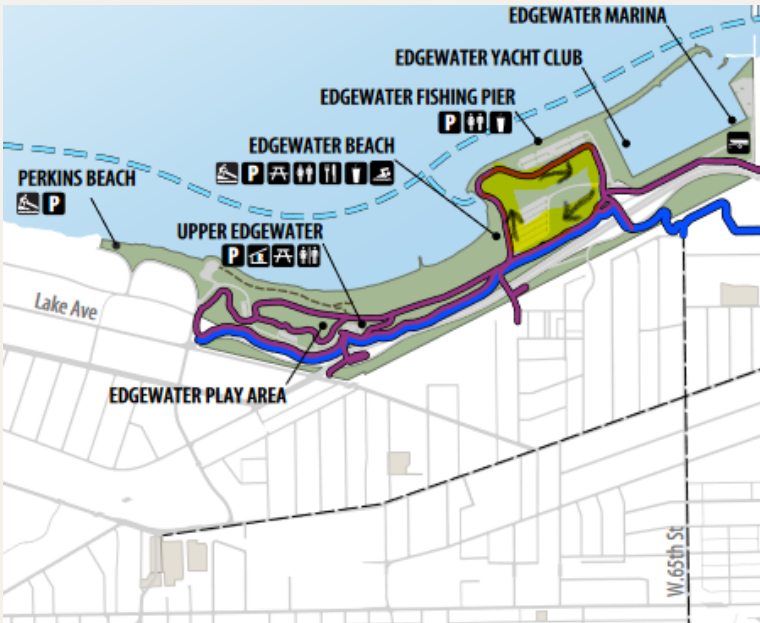 EDGEWATER MARINA
EDGEWATER YACHT CLUB
EDGEWATER FISHING PIER
P
EDGEWATER BEACH
P
PERKINS BEACH
P
UPPER EDGEWATER
P
Lake Ave
EDGEWATER PLAY AREA
W.65th St